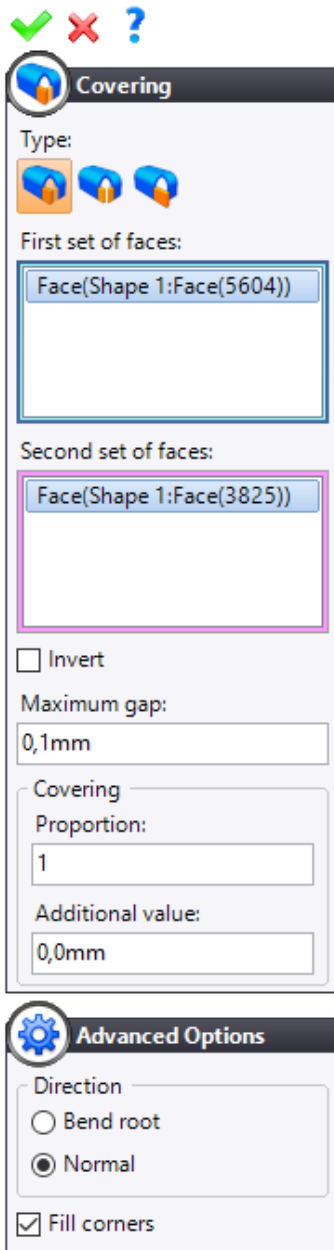 ?
Covering
Type:
First set of faces:
Face(Shape 1:Face(5604))
Second set of faces:
Face(Shape 1:Face(3825))
Invert
Maximum gap:
0,1mm
Covering
Proportion:
1
Additional value:
0,0mm
Advanced Options
Direction
Bend root
Normal
Fill corners